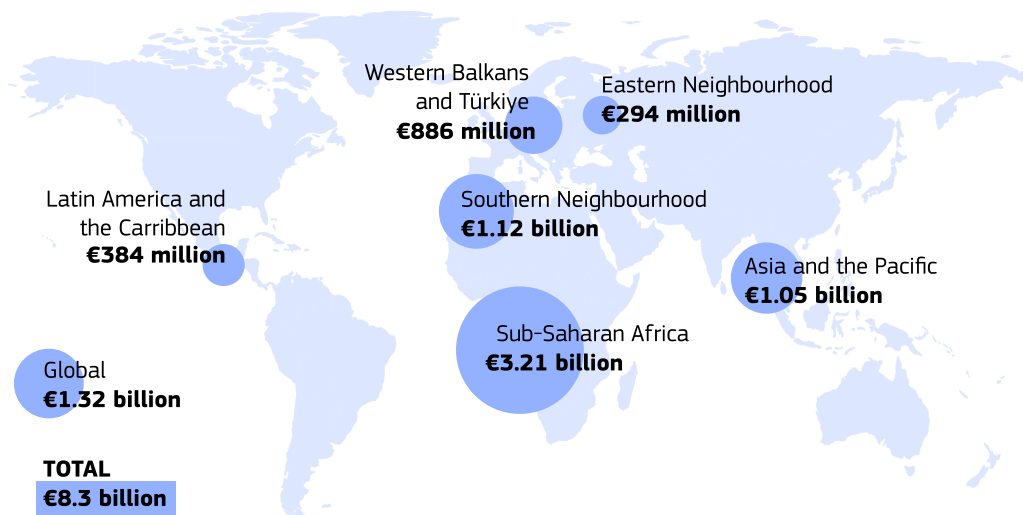 Western Balkans
and Türkiye
€886 million
Eastern Neighbourhood
€294 million
Latin America and
the Carribbean
€384 million
Southern Neighbourhood
€1.12 billion
Asia and the Pacific
€1.05 billion
Sub-Saharan Africa
€3.21 billion
Global
€1.32 billion
TOTAL
€8.3 billion